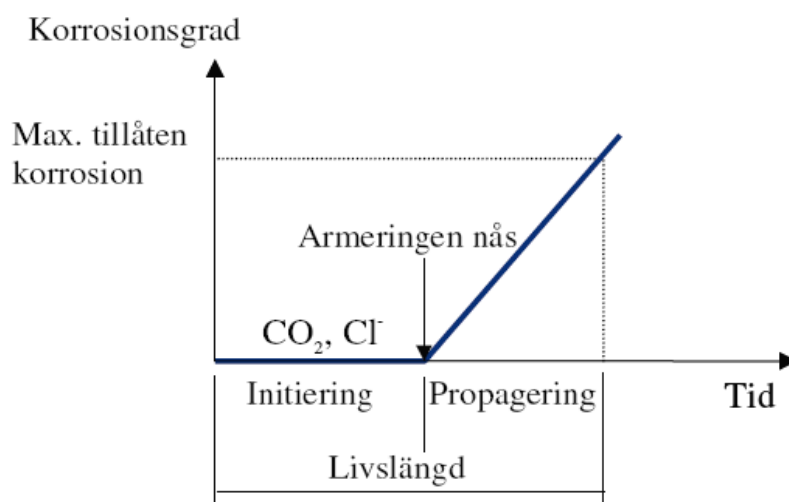 Korrosionsgrad
Max. tillåten
korrosion
Armeringen nås
CO₂, Cl⁻
Initiering
Propagering
Tid
Livslängd